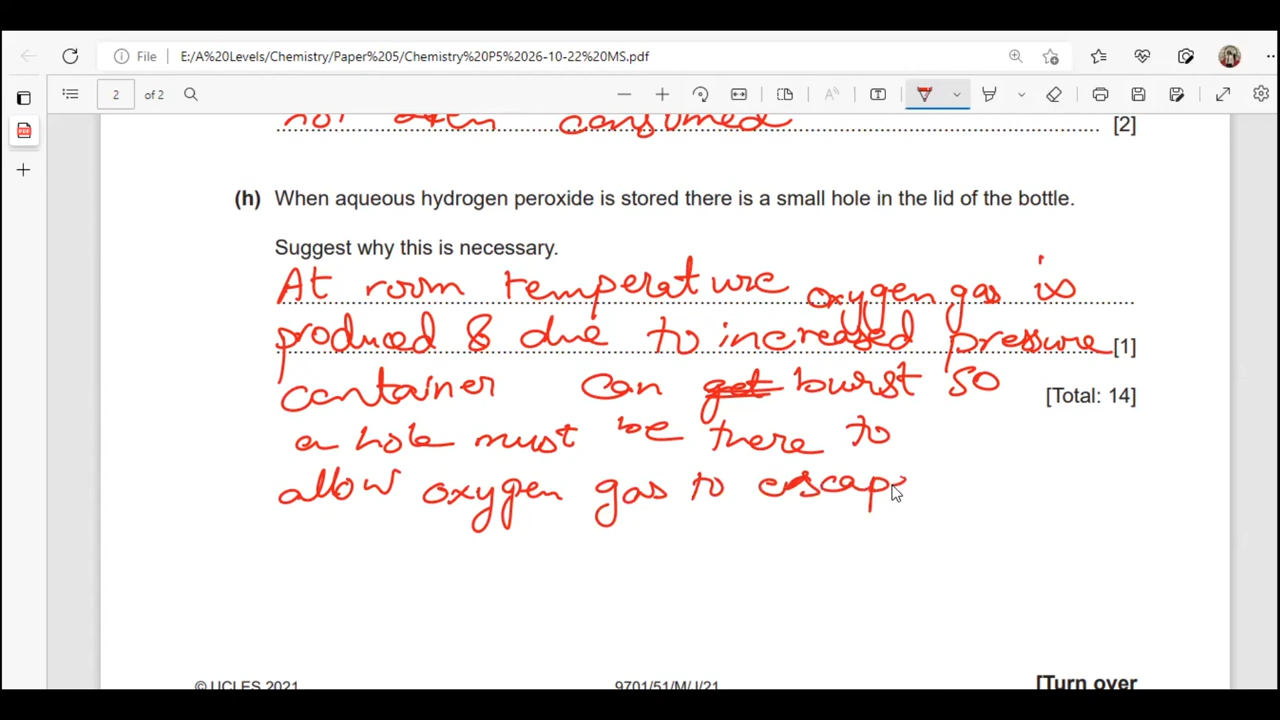 File E:/A%20Levels/Chemistry/Paper%205/Chemistry%20P5%2026-10-22%20MS.pdf
2 of 2
consumed [2]
(h) When aqueous hydrogen peroxide is stored there is a small hole in the lid of the bottle.
Suggest why this is necessary.
At room temperature oxygen gas is
produced & due to increased pressure [1]
container can get burst so [Total: 14]
a hole must be there to
allow oxygen gas to escap
© UCLES 2021 9701/51/M/J/21 [Turn over